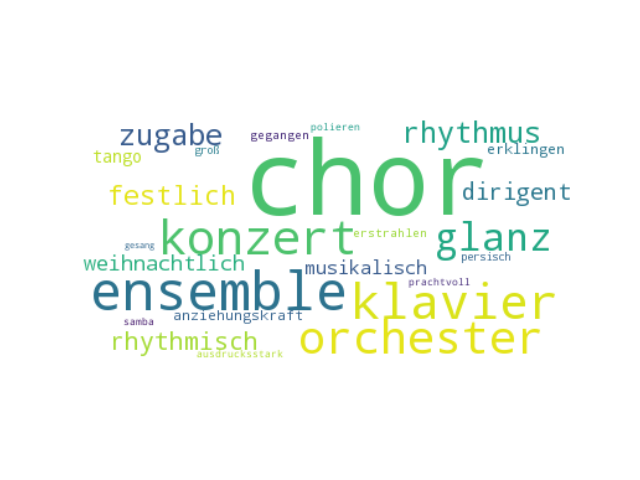 polieren
zugabe
gegangen
rhythmus
tango
groß
erklingen
chor
festlich
dirigent
konzert
erstrahlen
glanz
gesang
weihnachtlich
musikalisch
persisch
ensemble
prachtvoll
klavier
anziehungskraft
samba
rhythmisch
orchester
ausdrucksstark